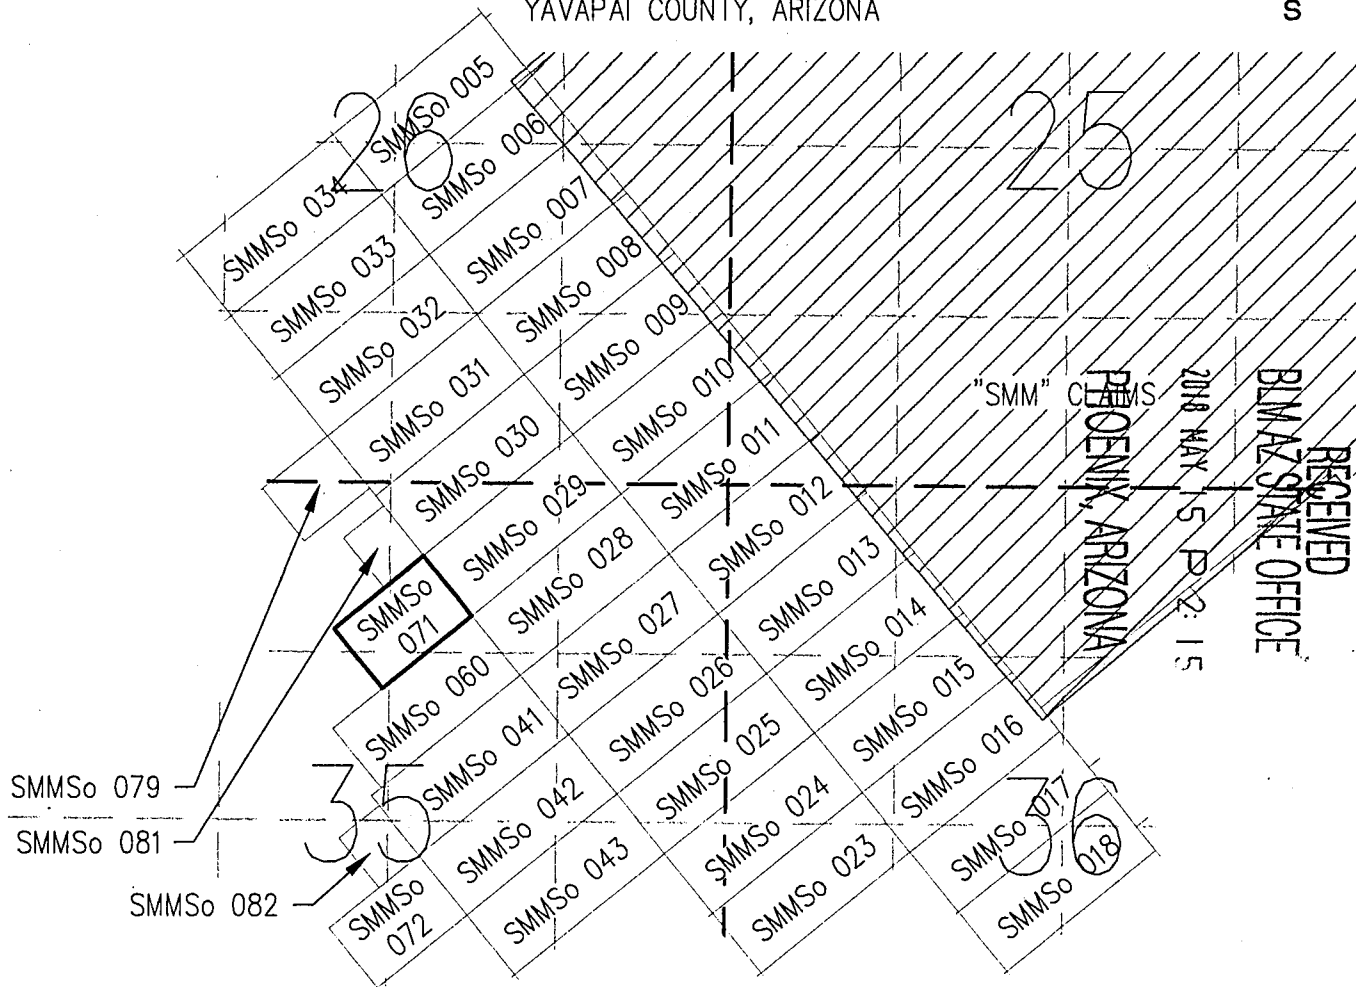 YAVAPAI COUNTY, ARIZONA
S
26
25
SMMSo 005
SMMSo 006
SMMSo 007
SMMSo 008
SMMSo 009
SMMSo 010
SMMSo 011
SMMSo 012
SMMSo 013
SMMSo 014
SMMSo 015
SMMSo 016
SMMSo 017
SMMSo 018
SMMSo 034
SMMSo 033
SMMSo 032
SMMSo 031
SMMSo 030
SMMSo 029
SMMSo 028
SMMSo 027
SMMSo 026
SMMSo 025
SMMSo 024
SMMSo 023
"SMM" CLAIMS
RECEIVED
BLM AZ STATE OFFICE
2018 MAY 15 P 2:15
PHOENIX, ARIZONA
SMMSo
071
SMMSo 060
SMMSo 041
SMMSo 042
SMMSo 043
SMMSo
072
35
36
SMMSo 079
SMMSo 081
SMMSo 082